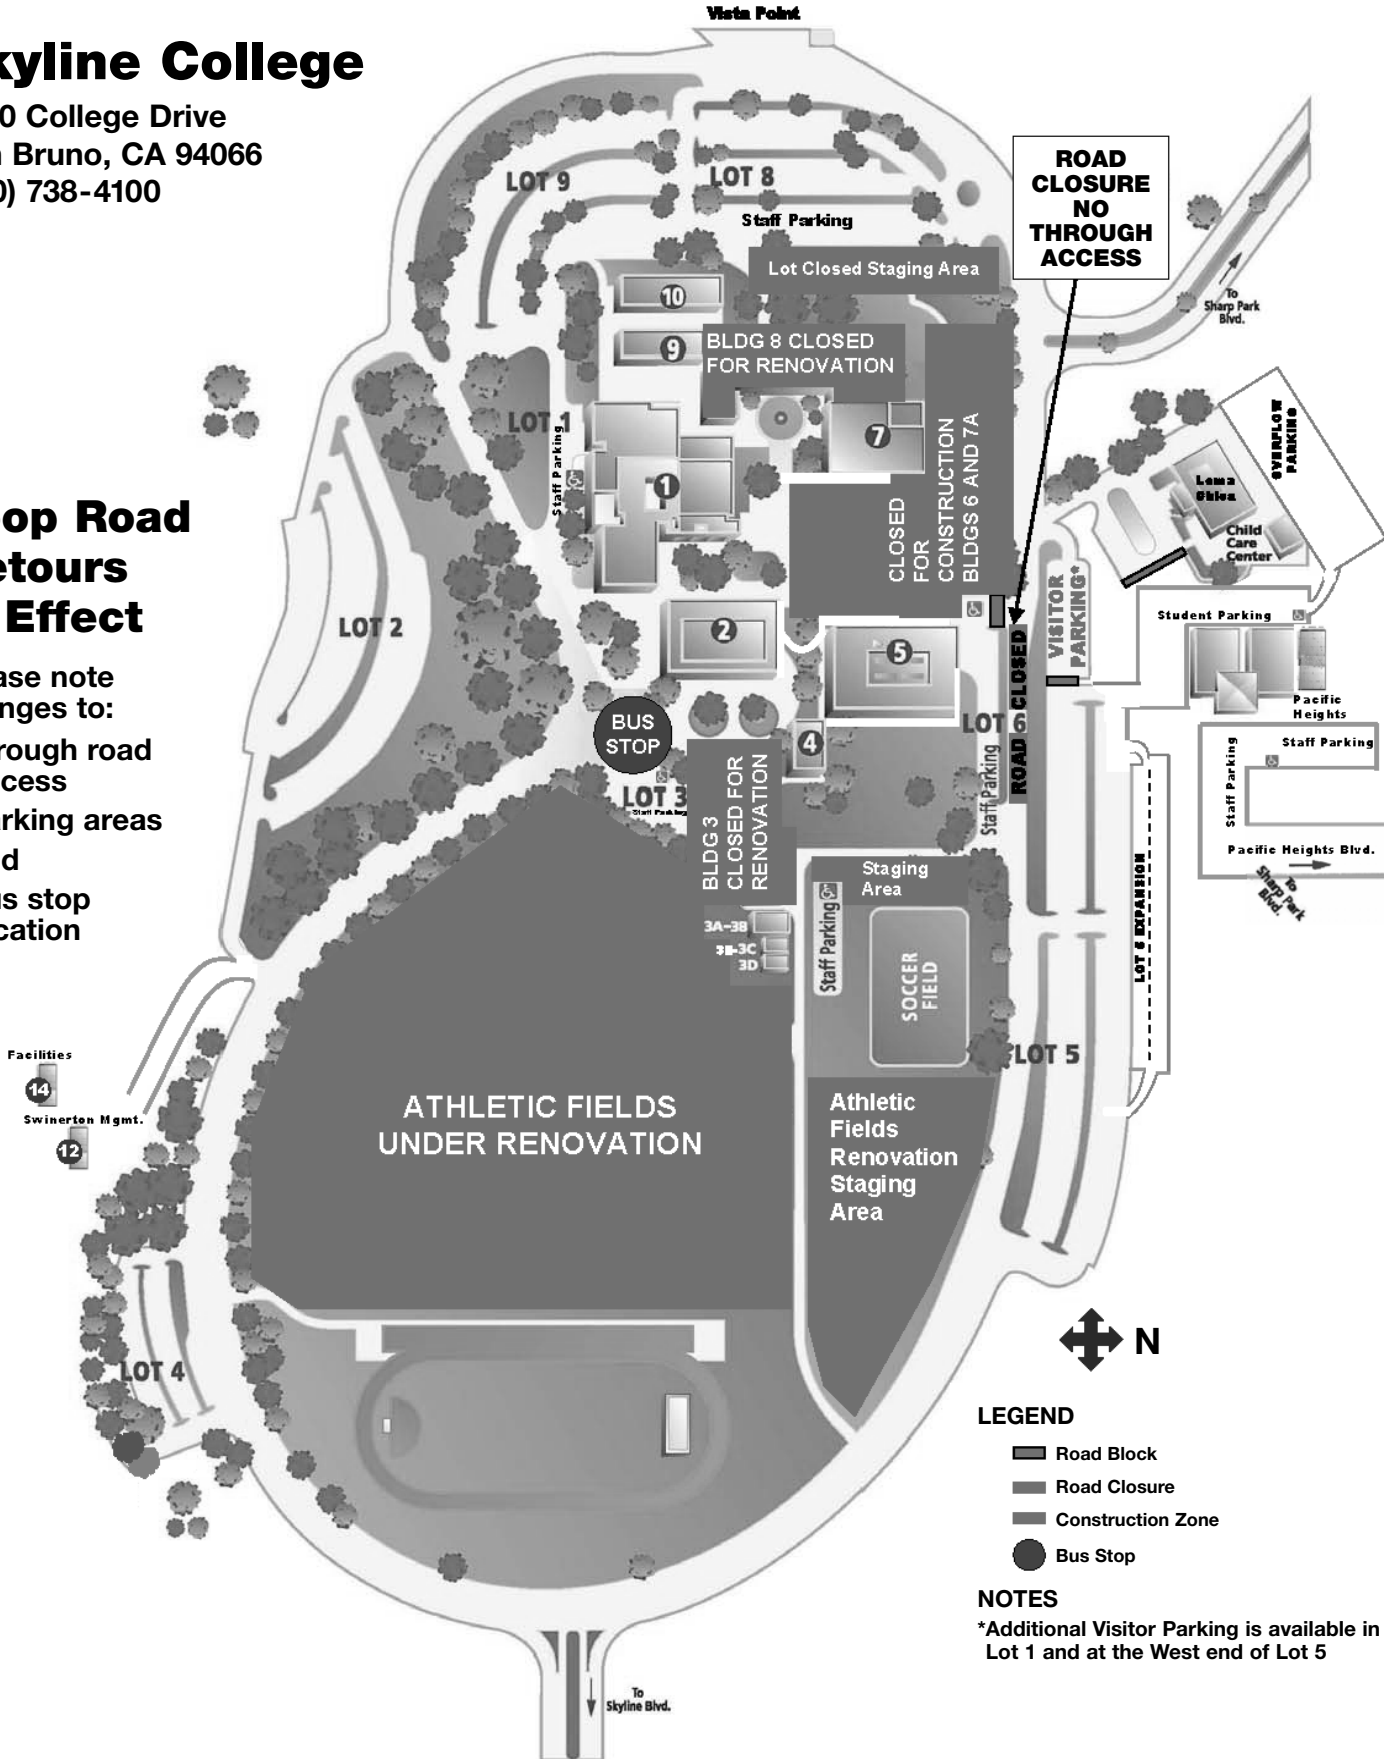 Vista Point
kyline College
0 College Drive
n Bruno, CA 94066
0) 738-4100
LOT 9
LOT 8
Staff Parking
Lot Closed Staging Area
ROAD
CLOSURE
NO
THROUGH
ACCESS
To
Sharp Park
Blvd.
10
9
BLDG 8 CLOSED
FOR RENOVATION
LOT 1
Staff Parking
1
7
CLOSED
FOR
CONSTRUCTION
BLDGS 6 AND 7A
OVERFLOW
PARKING
Loma
Chica
Child
Care
Center
oop Road
etours
Effect
ase note
nges to:
rough road
cess
arking areas
d
us stop
cation
LOT 2
2
5
VISITOR
PARKING*
Student Parking
Pacific
Heights
Staff Parking
Staff Parking
Pacific Heights Blvd.
To
Sharp Park
Blvd.
BUS
STOP
LOT 3
Staff Parking
4
LOT 6
Staff Parking
ROAD CLOSED
BLDG 3
CLOSED FOR
RENOVATION
Staging
Area
Staff Parking
3A-3B
3D
SOCCER
FIELD
LOT 5
LOT 6 EXPANSION
Facilities
14
Swinerton Mgmt.
12
ATHLETIC FIELDS
UNDER RENOVATION
Athletic
Fields
Renovation
Staging
Area
LOT 4
N
LEGEND
Road Block
Road Closure
Construction Zone
Bus Stop
NOTES
*Additional Visitor Parking is available in
Lot 1 and at the West end of Lot 5
To
Skyline Blvd.